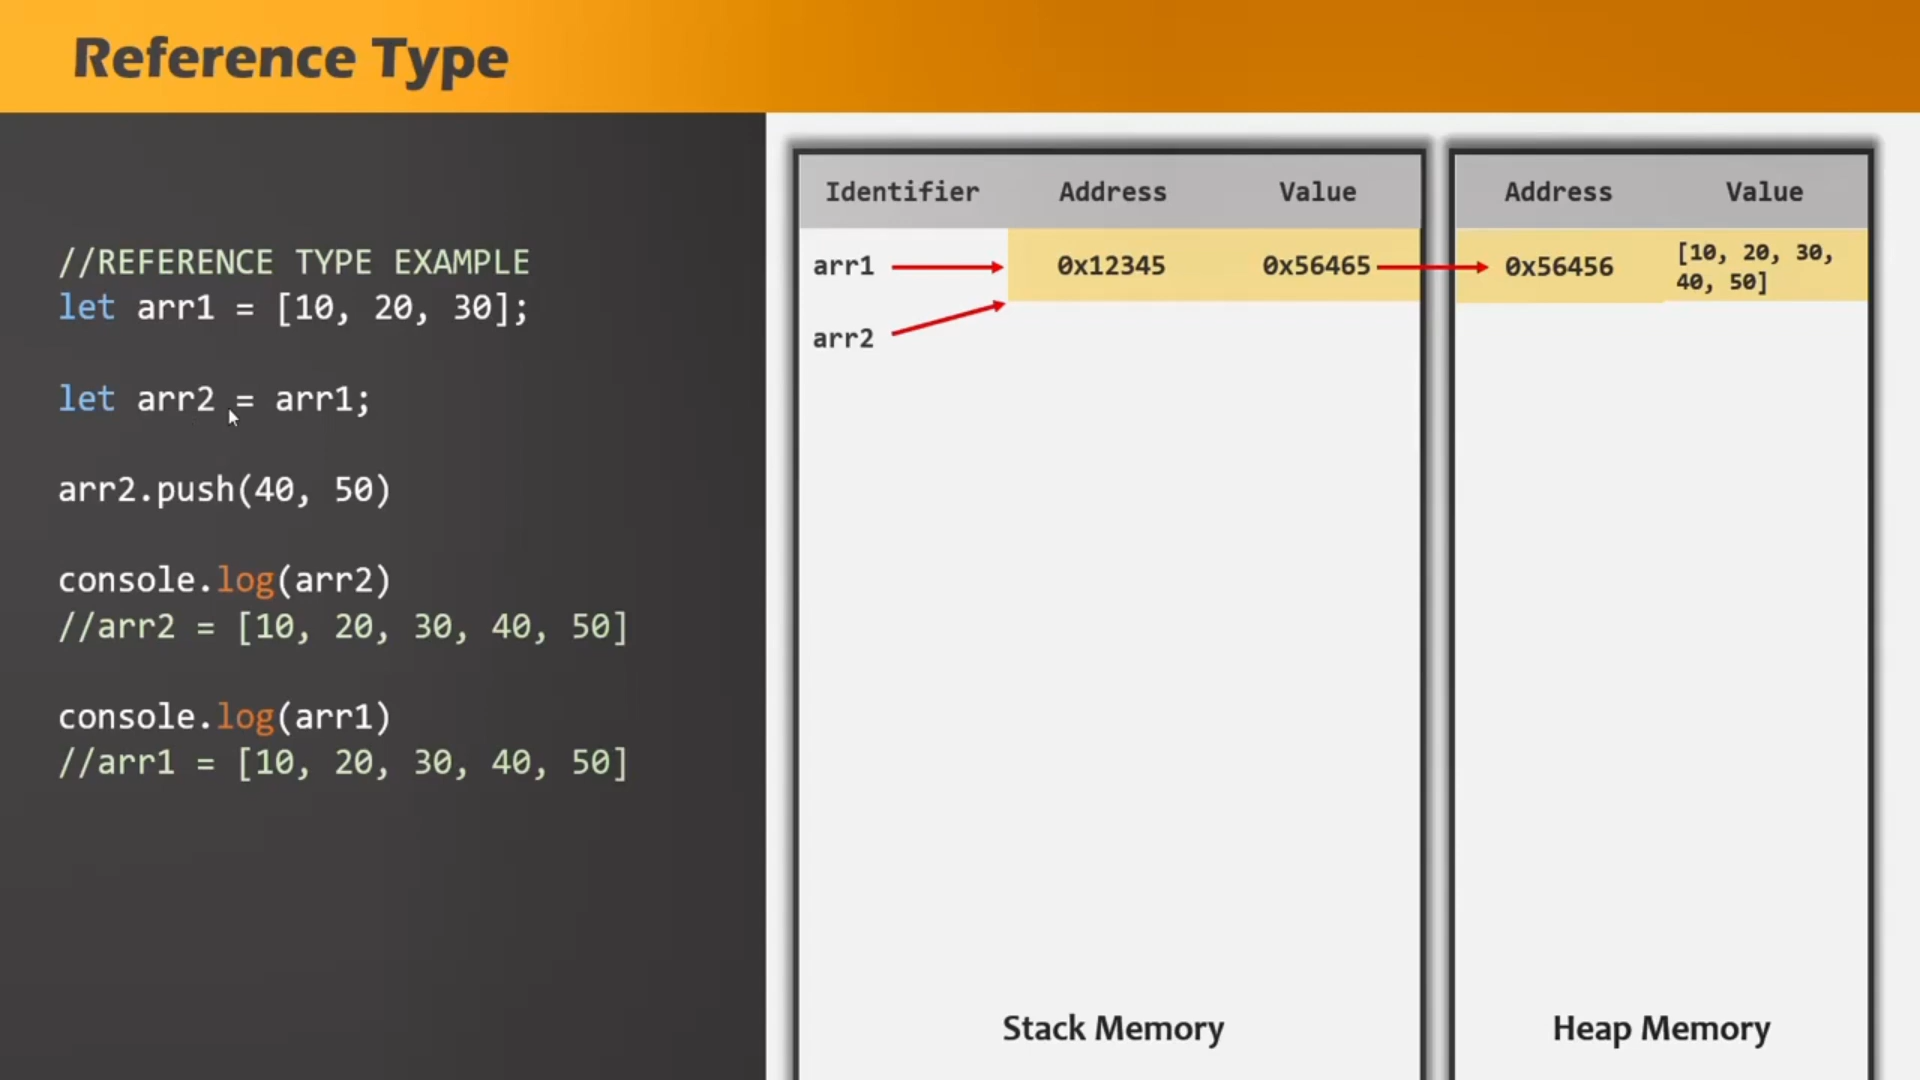 Reference Type
//REFERENCE TYPE EXAMPLE
let arr1 = [10, 20, 30];
let arr2 = arr1;
arr2.push(40, 50)
console.log(arr2)
//arr2 = [10, 20, 30, 40, 50]
console.log(arr1)
//arr1 = [10, 20, 30, 40, 50]
Identifier Address Value
arr1 0x12345 0x56465
arr2
Stack Memory
Address Value
0x56456 [10, 20, 30,
40, 50]
Heap Memory